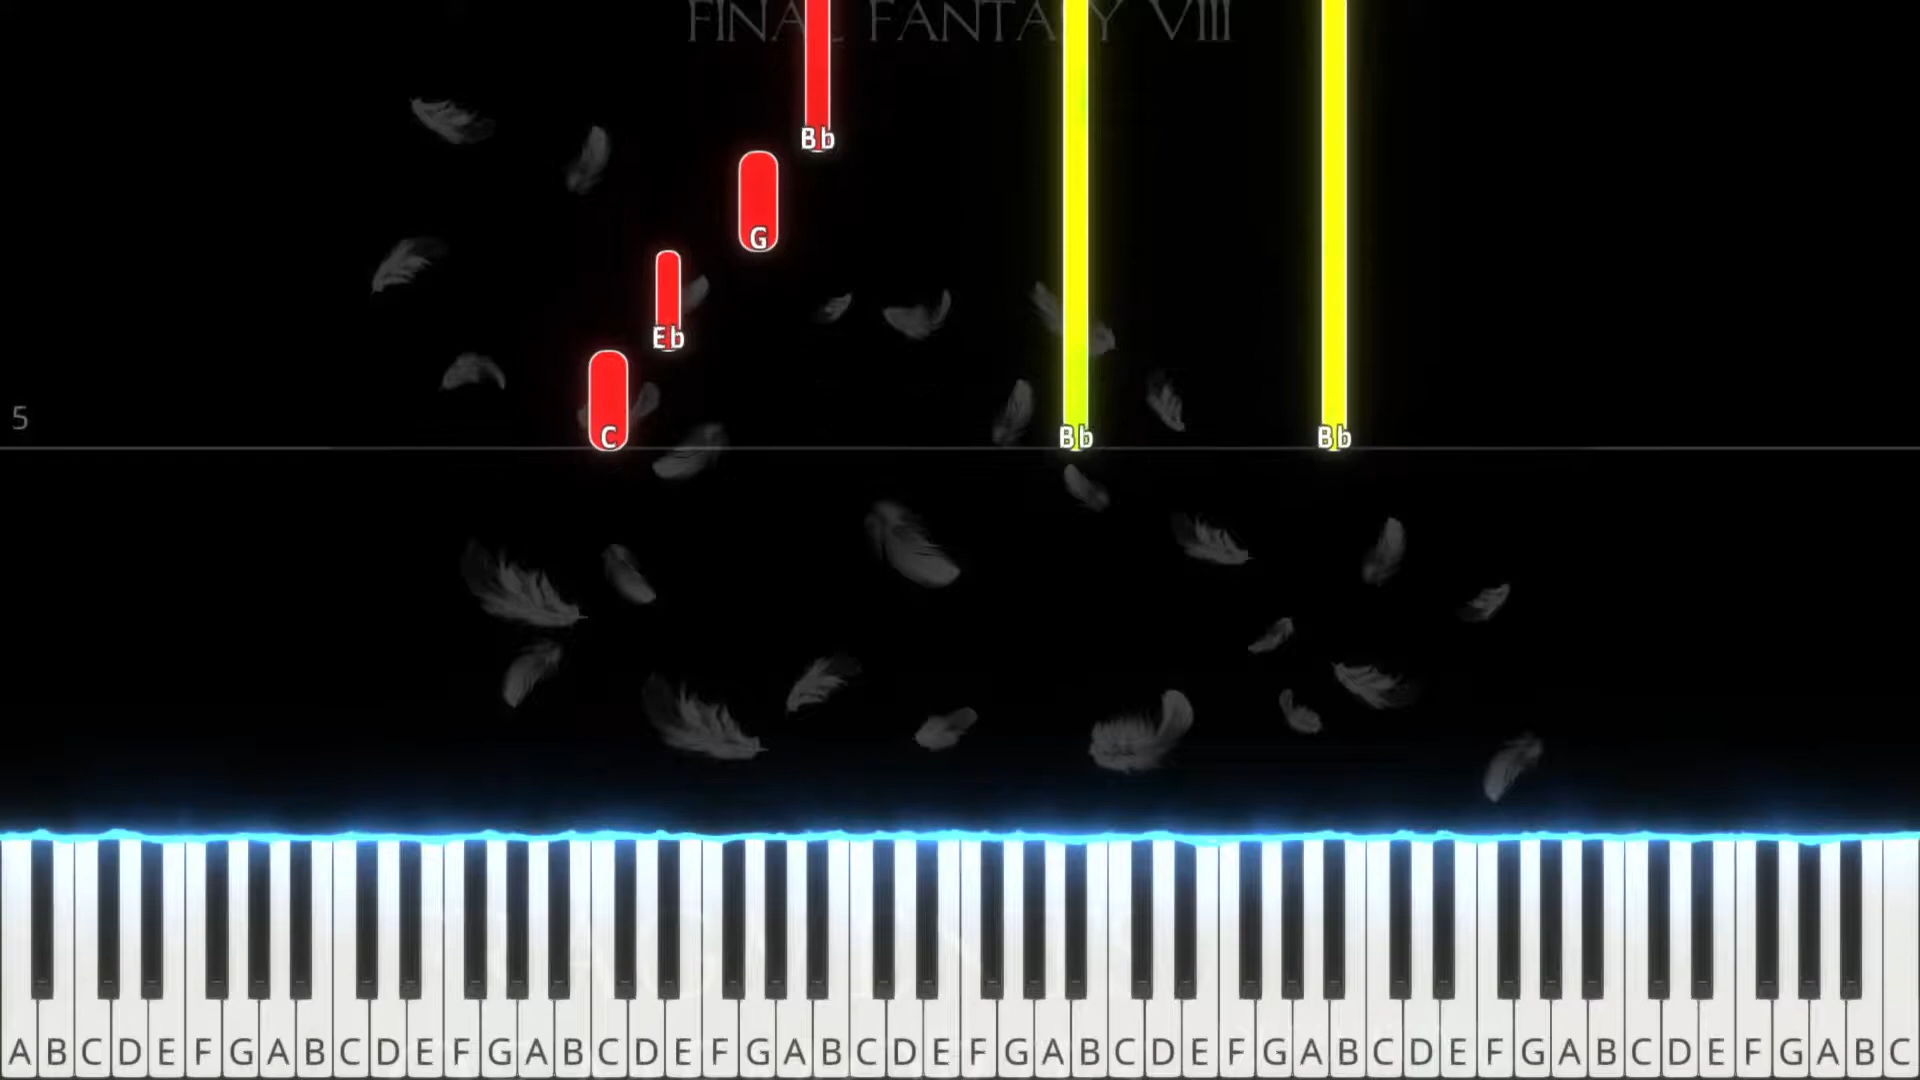 FINAL FANTASY VIII
Bb
G
Eb
C Bb Bb
5
A B C D E F G A B C D E F G A B C D E F G A B C D E F G A B C D E F G A B C D E F G A B C D E F G A B C